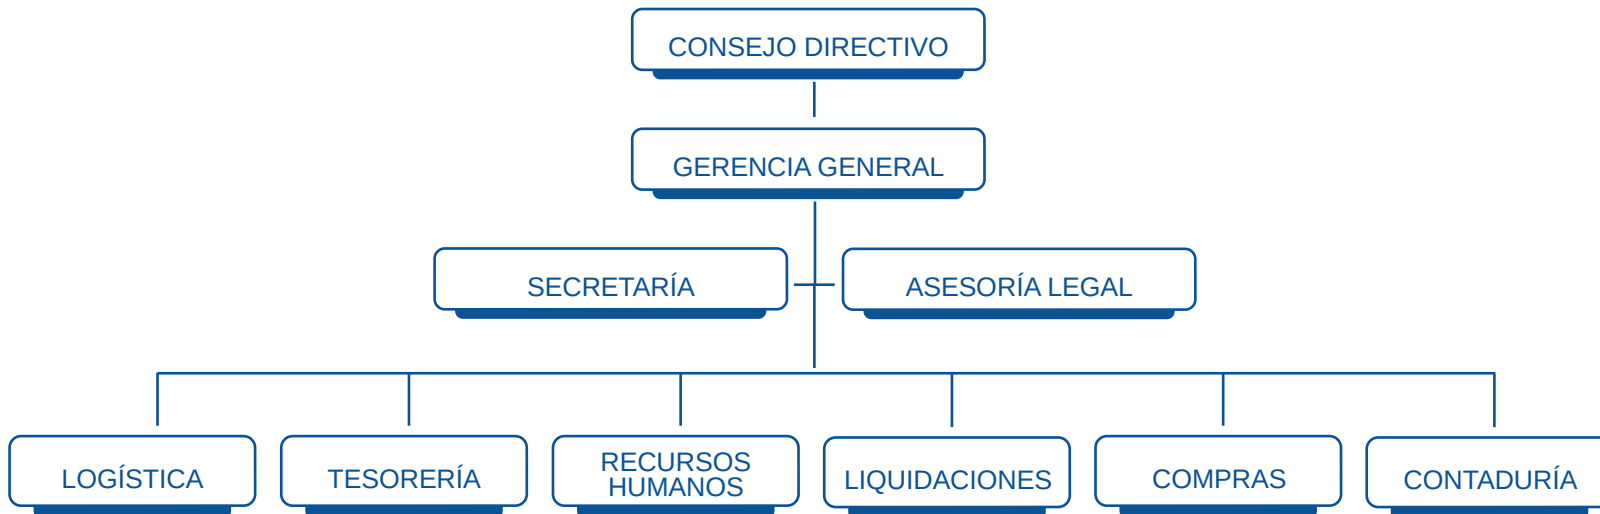 CONSEJO DIRECTIVO
GERENCIA GENERAL
SECRETARÍA
ASESORÍA LEGAL
LOGÍSTICA
TESORERÍA
RECURSOS
HUMANOS
LIQUIDACIONES
COMPRAS
CONTADURÍA